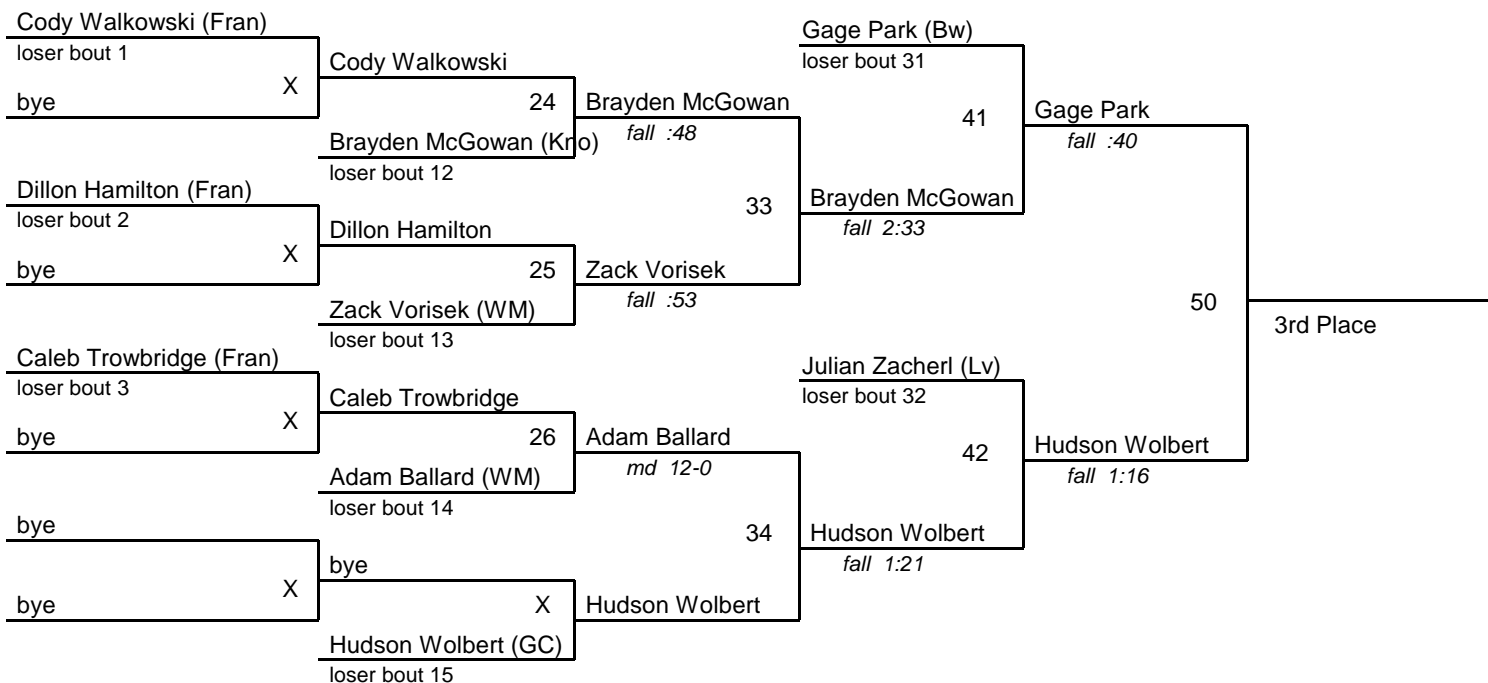 Cody Walkowski (Fran)
loser bout 1
X
bye
Cody Walkowski
24
Brayden McGowan (Kno)
loser bout 12
Dillon Hamilton (Fran)
loser bout 2
X
bye
Dillon Hamilton
25
Zack Vorisek (WM)
loser bout 13
Caleb Trowbridge (Fran)
loser bout 3
X
bye
Caleb Trowbridge
26
Adam Ballard (WM)
loser bout 14
bye
X
bye
bye
X
Hudson Wolbert (GC)
loser bout 15
Brayden McGowan
fall :48
33
Zack Vorisek
fall :53
Adam Ballard
md 12-0
34
Hudson Wolbert
Gage Park (Bw)
loser bout 31
41
Brayden McGowan
fall 2:33
Julian Zacherl (Lv)
loser bout 32
42
Hudson Wolbert
fall 1:21
Gage Park
fall :40
50
Hudson Wolbert
fall 1:16
3rd Place